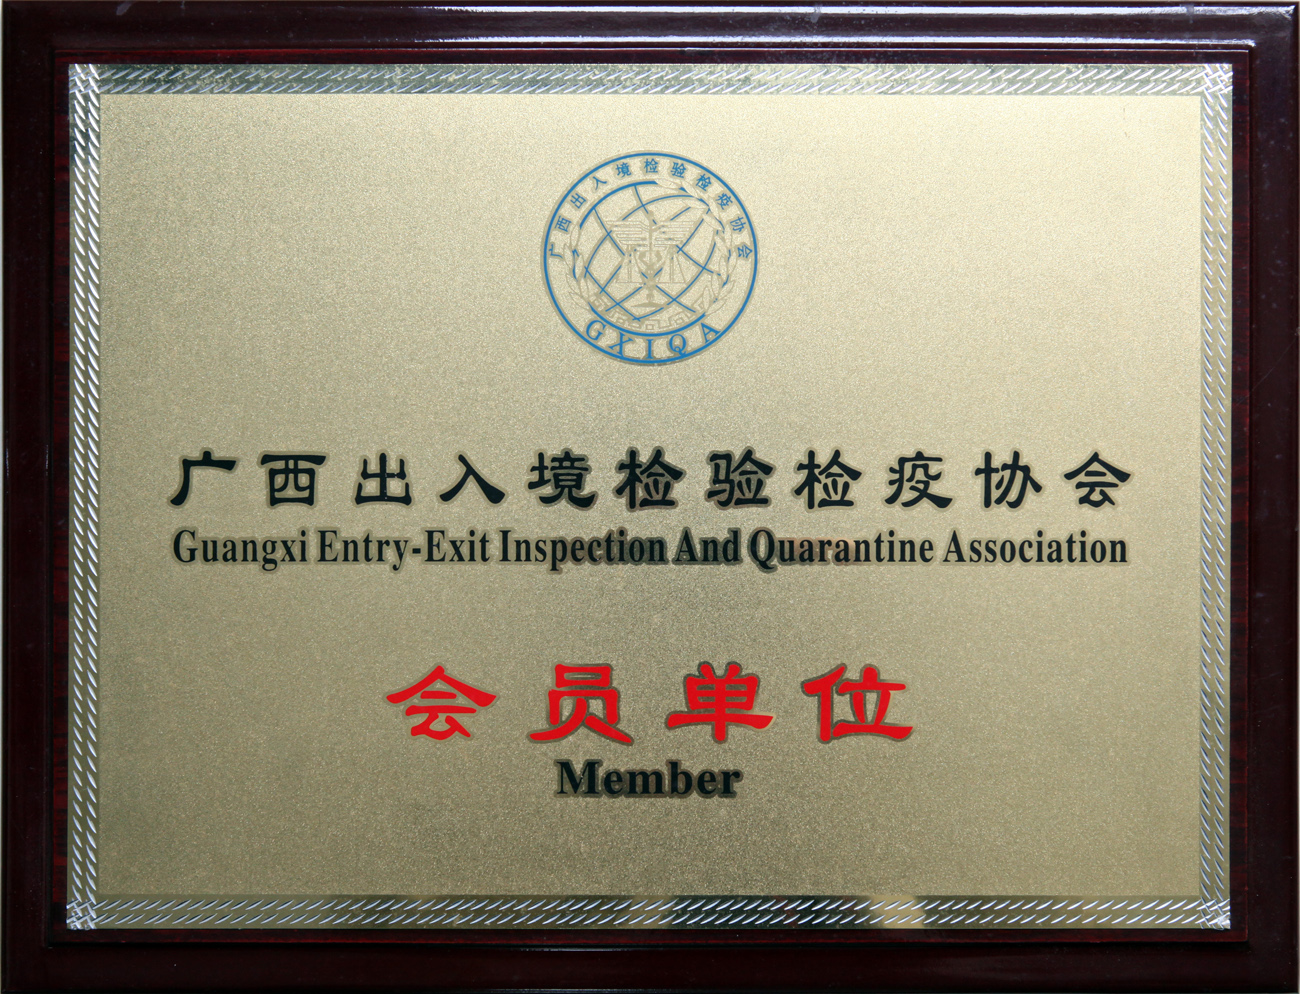 广西出入境检验检疫协会
GXIQA
广西出入境检验检疫协会
Guangxi Entry-Exit Inspection And Quarantine Association
会员单位
Member